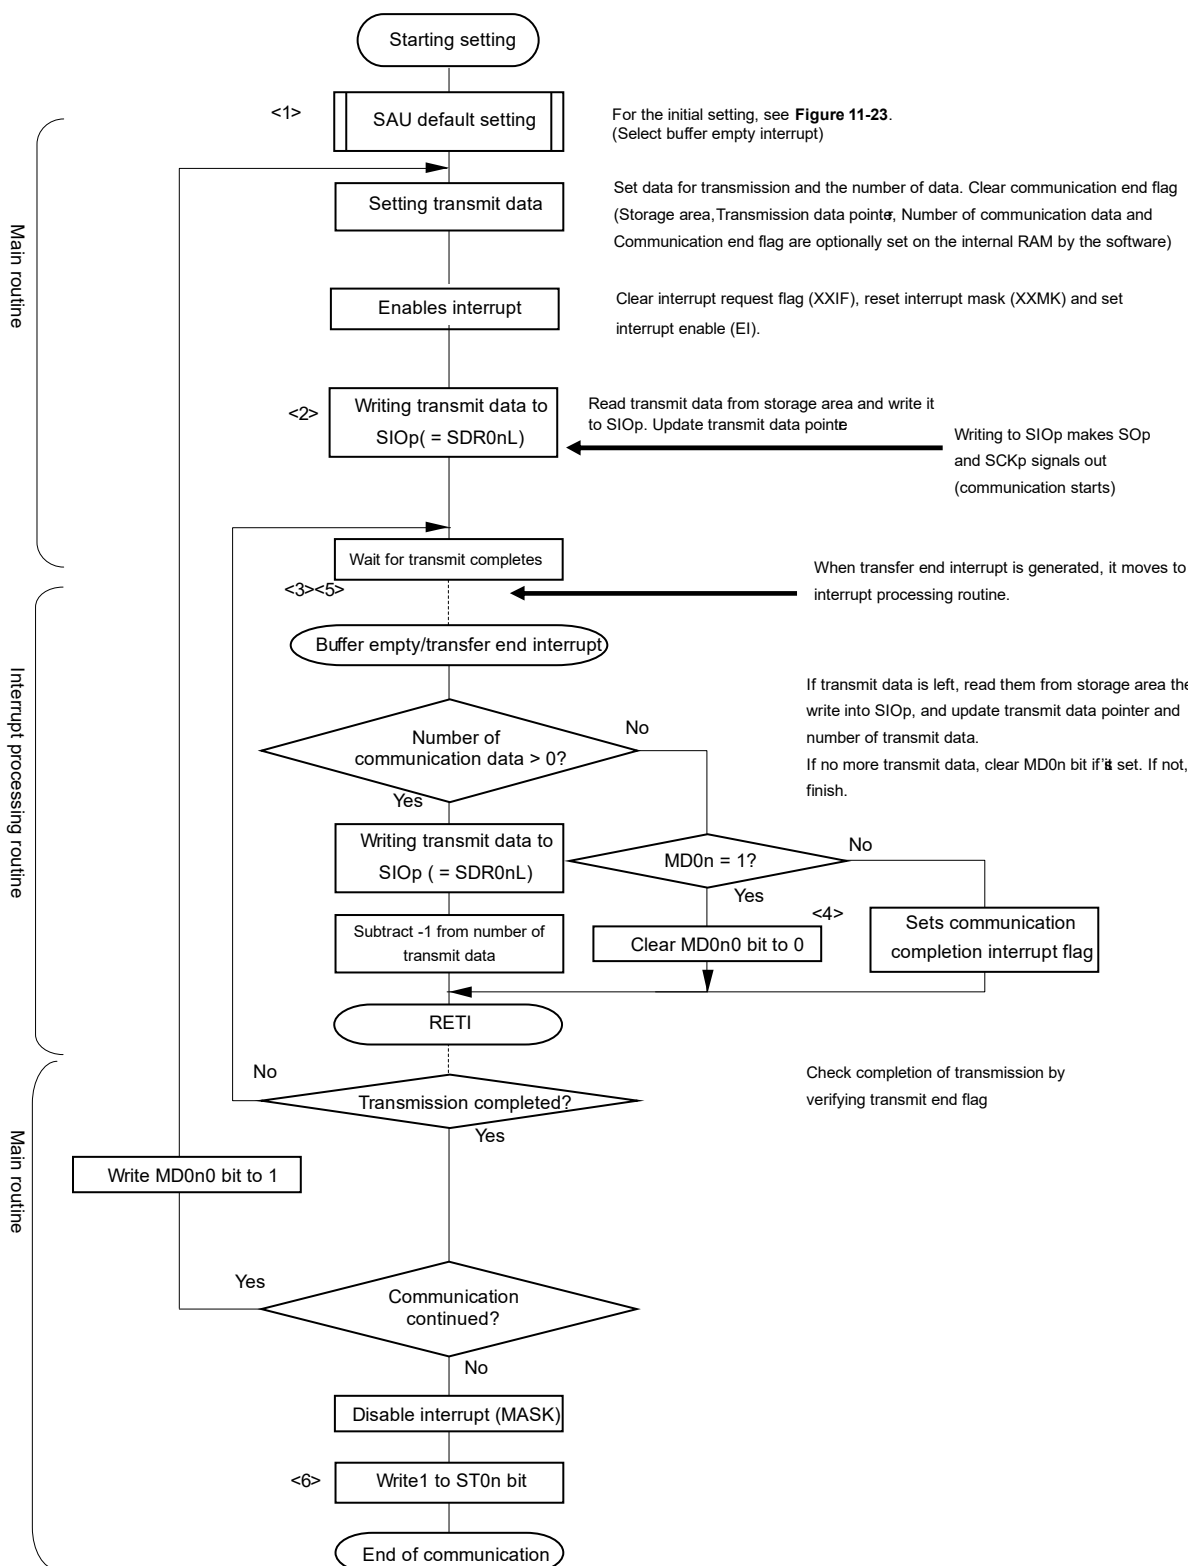 Starting setting
<1>
SAU default setting
For the initial setting, see Figure 11-23.
(Select buffer empty interrupt)
Setting transmit data
Set data for transmission and the number of data. Clear communication end flag
(Storage area, Transmission data pointer, Number of communication data and
Communication end flag are optionally set on the internal RAM by the software)
Main routine
Enables interrupt
Clear interrupt request flag (XXIF), reset interrupt mask (XXMK) and set
interrupt enable (EI).
<2>
Writing transmit data to
SIOp( = SDR0nL)
Read transmit data from storage area and write it
to SIOp. Update transmit data pointer
Writing to SIOp makes SOp
and SCKp signals out
(communication starts)
Wait for transmit completes
<3><5>
When transfer end interrupt is generated, it moves to
interrupt processing routine.
Buffer empty/transfer end interrupt
Interrupt processing routine
If transmit data is left, read them from storage area the
write into SIOp, and update transmit data pointer and
number of transmit data.
If no more transmit data, clear MD0n bit if it's set. If not,
finish.
Number of
communication data > 0?
No
Yes
Writing transmit data to
SIOp ( = SDR0nL)
MD0n = 1?
No
Yes
<4>
Subtract -1 from number of
transmit data
Clear MD0n0 bit to 0
Sets communication
completion interrupt flag
RETI
No
Transmission completed?
Yes
Check completion of transmission by
verifying transmit end flag
Main routine
Write MD0n0 bit to 1
Yes
Communication
continued?
No
Disable interrupt (MASK)
<6>
Write1 to ST0n bit
End of communication